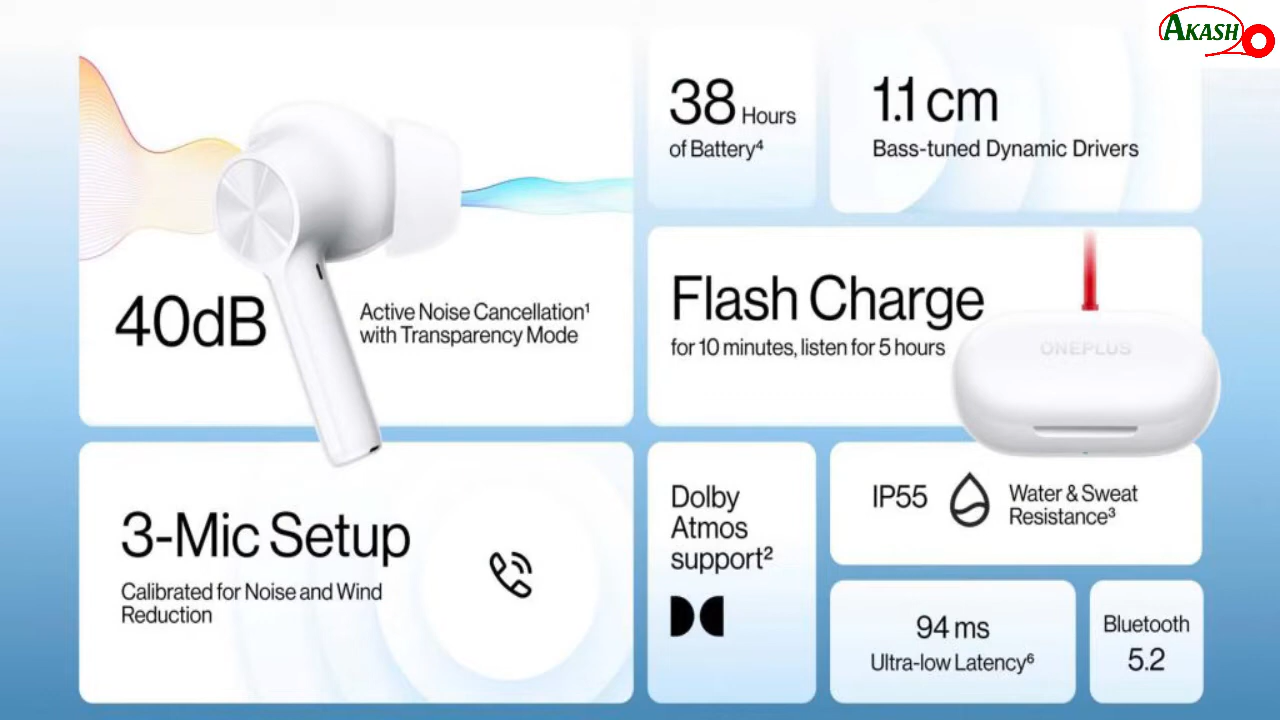 AKASH
40dB
Active Noise Cancellation¹
with Transparency Mode
38 Hours
of Battery⁴
1.1 cm
Bass-tuned Dynamic Drivers
Flash Charge
for 10 minutes, listen for 5 hours
ONEPLUS
3-Mic Setup
Calibrated for Noise and Wind
Reduction
Dolby
Atmos
support²
IP55
Water & Sweat
Resistance³
94 ms
Ultra-low Latency⁶
Bluetooth
5.2